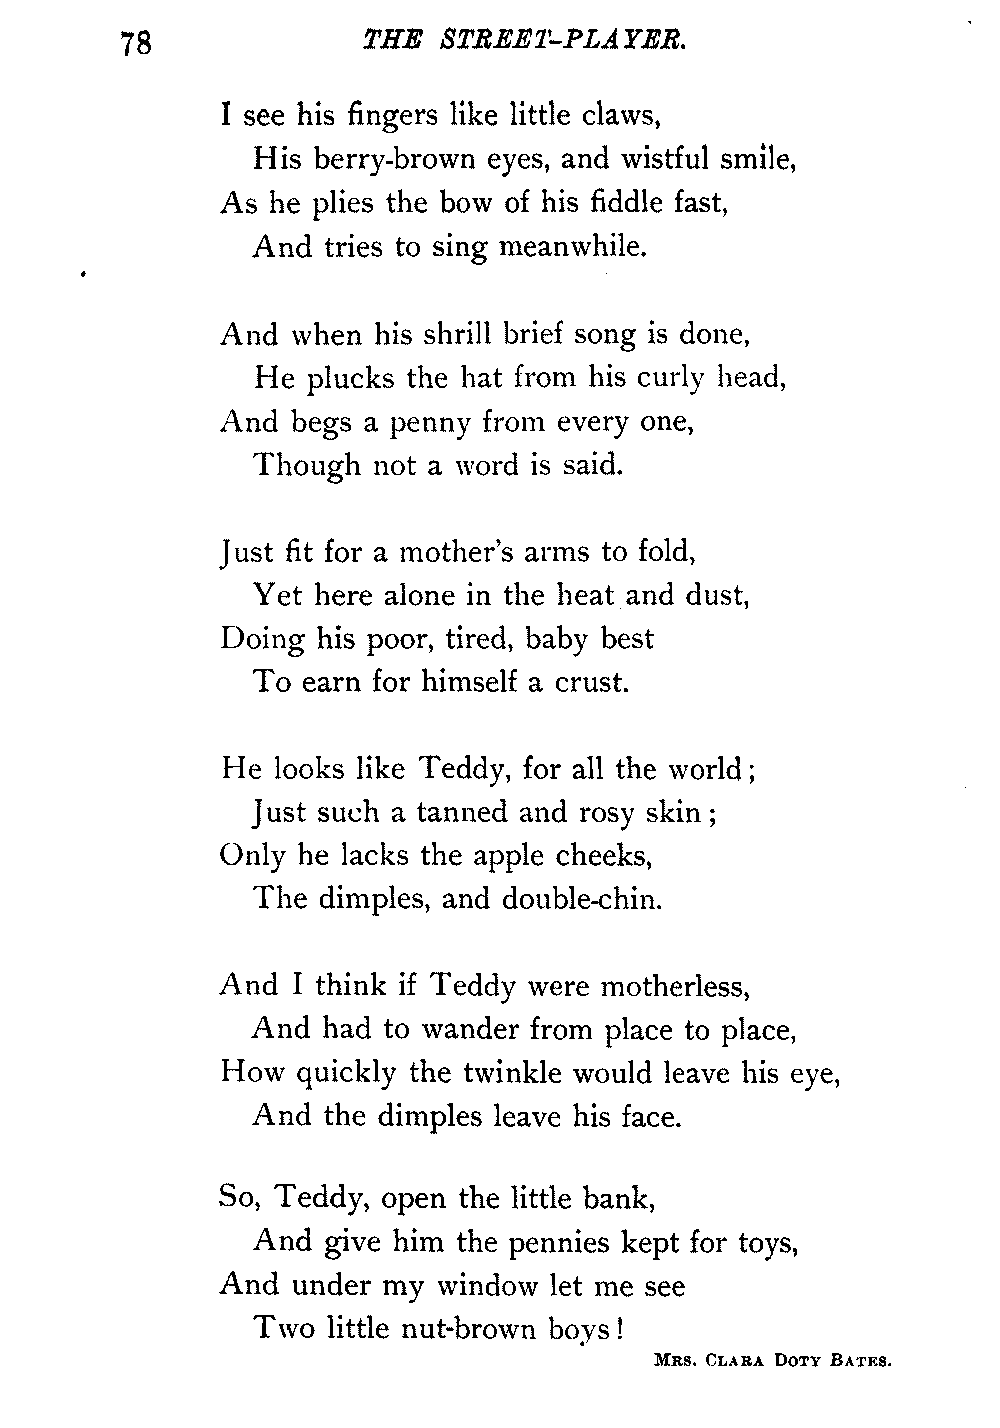 78 THE STREET-PLAYER.
I see his fingers like little claws,
His berry-brown eyes, and wistful smile,
As he plies the bow of his fiddle fast,
And tries to sing meanwhile.
And when his shrill brief song is done,
He plucks the hat from his curly head,
And begs a penny from every one,
Though not a word is said.
Just fit for a mother's arms to fold,
Yet here alone in the heat and dust,
Doing his poor, tired, baby best
To earn for himself a crust.
He looks like Teddy, for all the world;
Just such a tanned and rosy skin;
Only he lacks the apple cheeks,
The dimples, and double-chin.
And I think if Teddy were motherless,
And had to wander from place to place,
How quickly the twinkle would leave his eye,
And the dimples leave his face.
So, Teddy, open the little bank,
And give him the pennies kept for toys,
And under my window let me see
Two little nut-brown boys!
MRS. CLARA DOTY BATES.